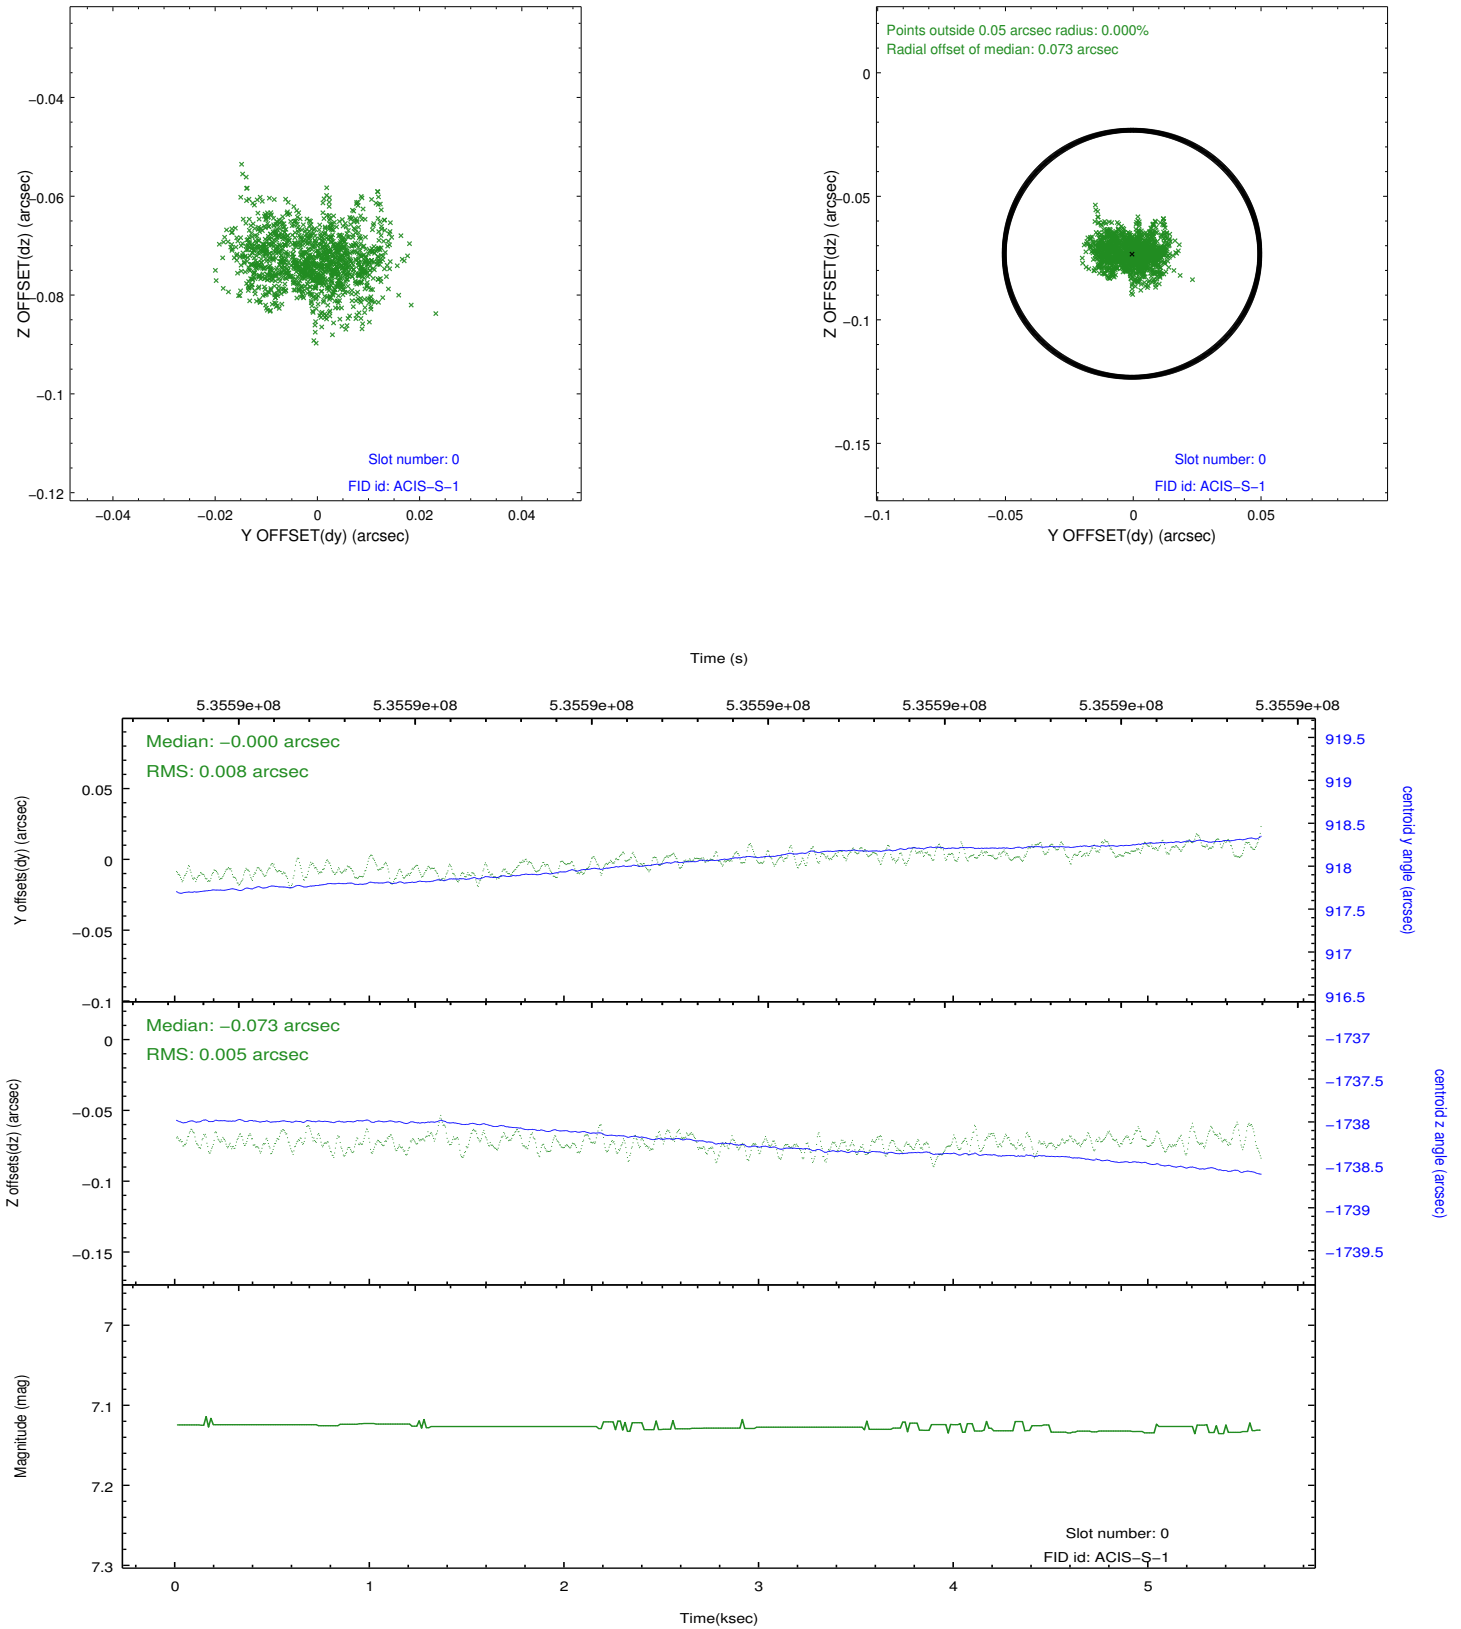 −0.04
−0.06
−0.08
−0.1
−0.12
Z OFFSET(dz) (arcsec)
Slot number: 0
FID id: ACIS−S−1
−0.04
−0.02
0
0.02
0.04
Y OFFSET(dy) (arcsec)
Points outside 0.05 arcsec radius: 0.000%
Radial offset of median: 0.073 arcsec
0
−0.05
−0.1
−0.15
Z OFFSET(dz) (arcsec)
Slot number: 0
FID id: ACIS−S−1
−0.1
−0.05
0
0.05
Y OFFSET(dy) (arcsec)
Time (s)
5.3559e+08
5.3559e+08
5.3559e+08
5.3559e+08
5.3559e+08
5.3559e+08
5.3559e+08
Median: −0.000 arcsec
RMS: 0.008 arcsec
0.05
0
−0.05
−0.1
Y offsets(dy) (arcsec)
919.5
919
918.5
918
917.5
917
916.5
centroid y angle (arcsec)
Median: −0.073 arcsec
RMS: 0.005 arcsec
0
−0.05
−0.1
−0.15
Z offsets(dz) (arcsec)
−1737
−1737.5
−1738
−1738.5
−1739
−1739.5
centroid z angle (arcsec)
7
7.1
7.2
7.3
Magnitude (mag)
Slot number: 0
FID id: ACIS−S−1
0
1
2
3
4
5
Time(ksec)